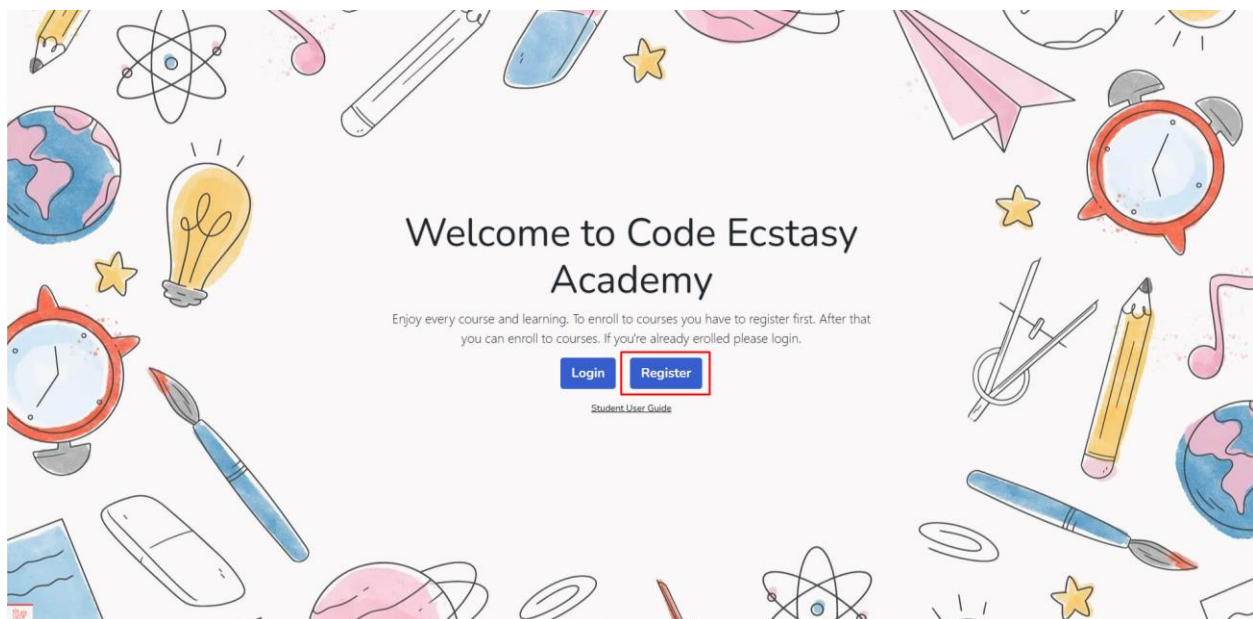 Welcome to Code Ecstasy
Academy
Enjoy every course and learning. To enroll to courses you have to register first. After that
you can enroll to courses. If you're already erolled please login.
Login Register
Student User Guide